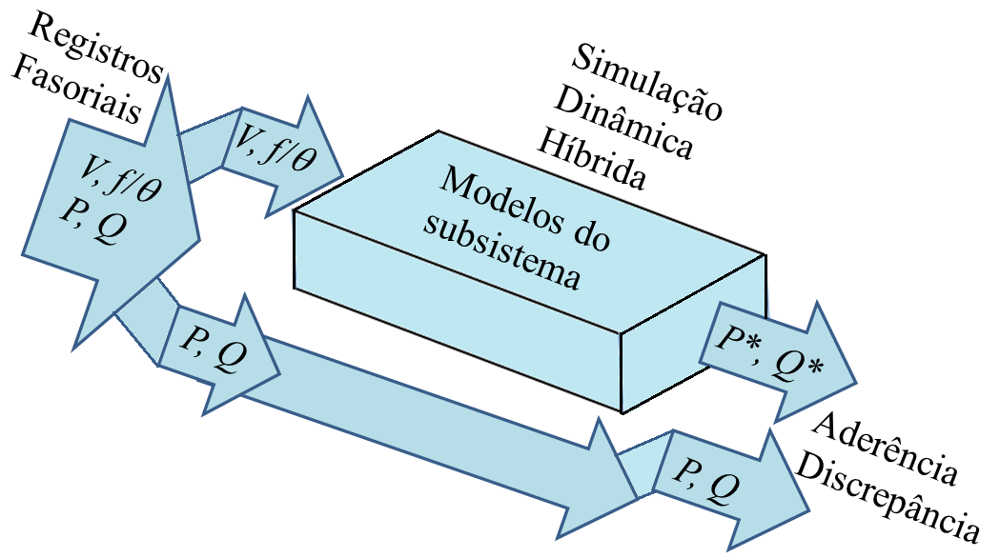 Registros
Fasoriais
V, f/θ
P, Q
V, f/θ
P, Q
Simulação
Dinâmica
Híbrida
Modelos do
subsistema
P*, Q*
P, Q
Aderência
Discrepância